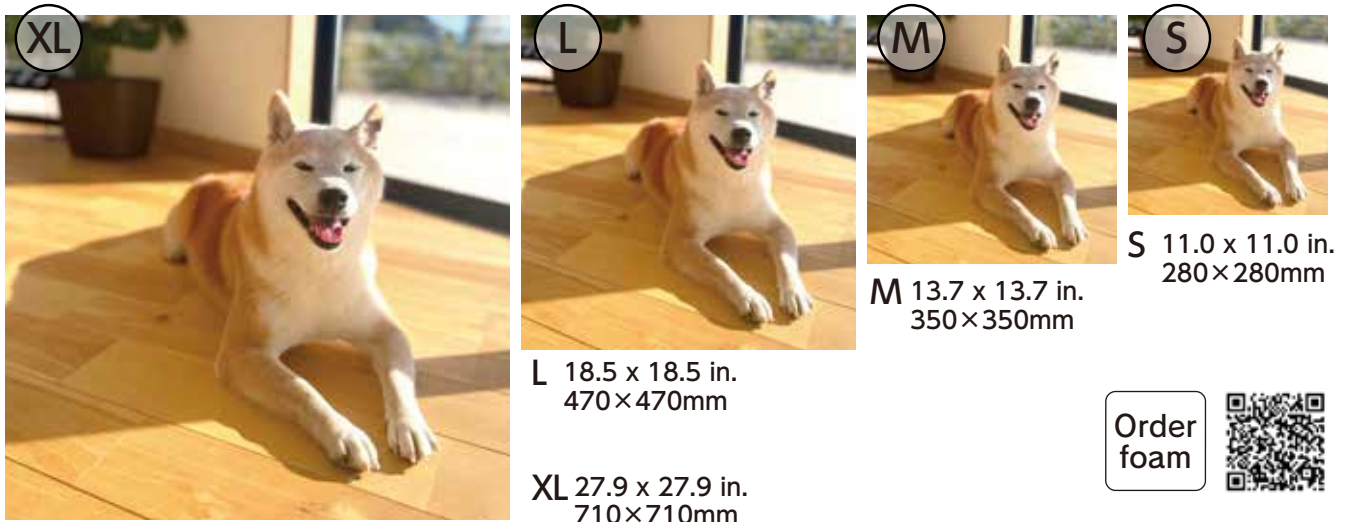 XL
L
M
S
S 11.0 x 11.0 in.
280×280mm
M 13.7 x 13.7 in.
350×350mm
L 18.5 x 18.5 in.
470×470mm
XL 27.9 x 27.9 in.
710×710mm
Order
foam